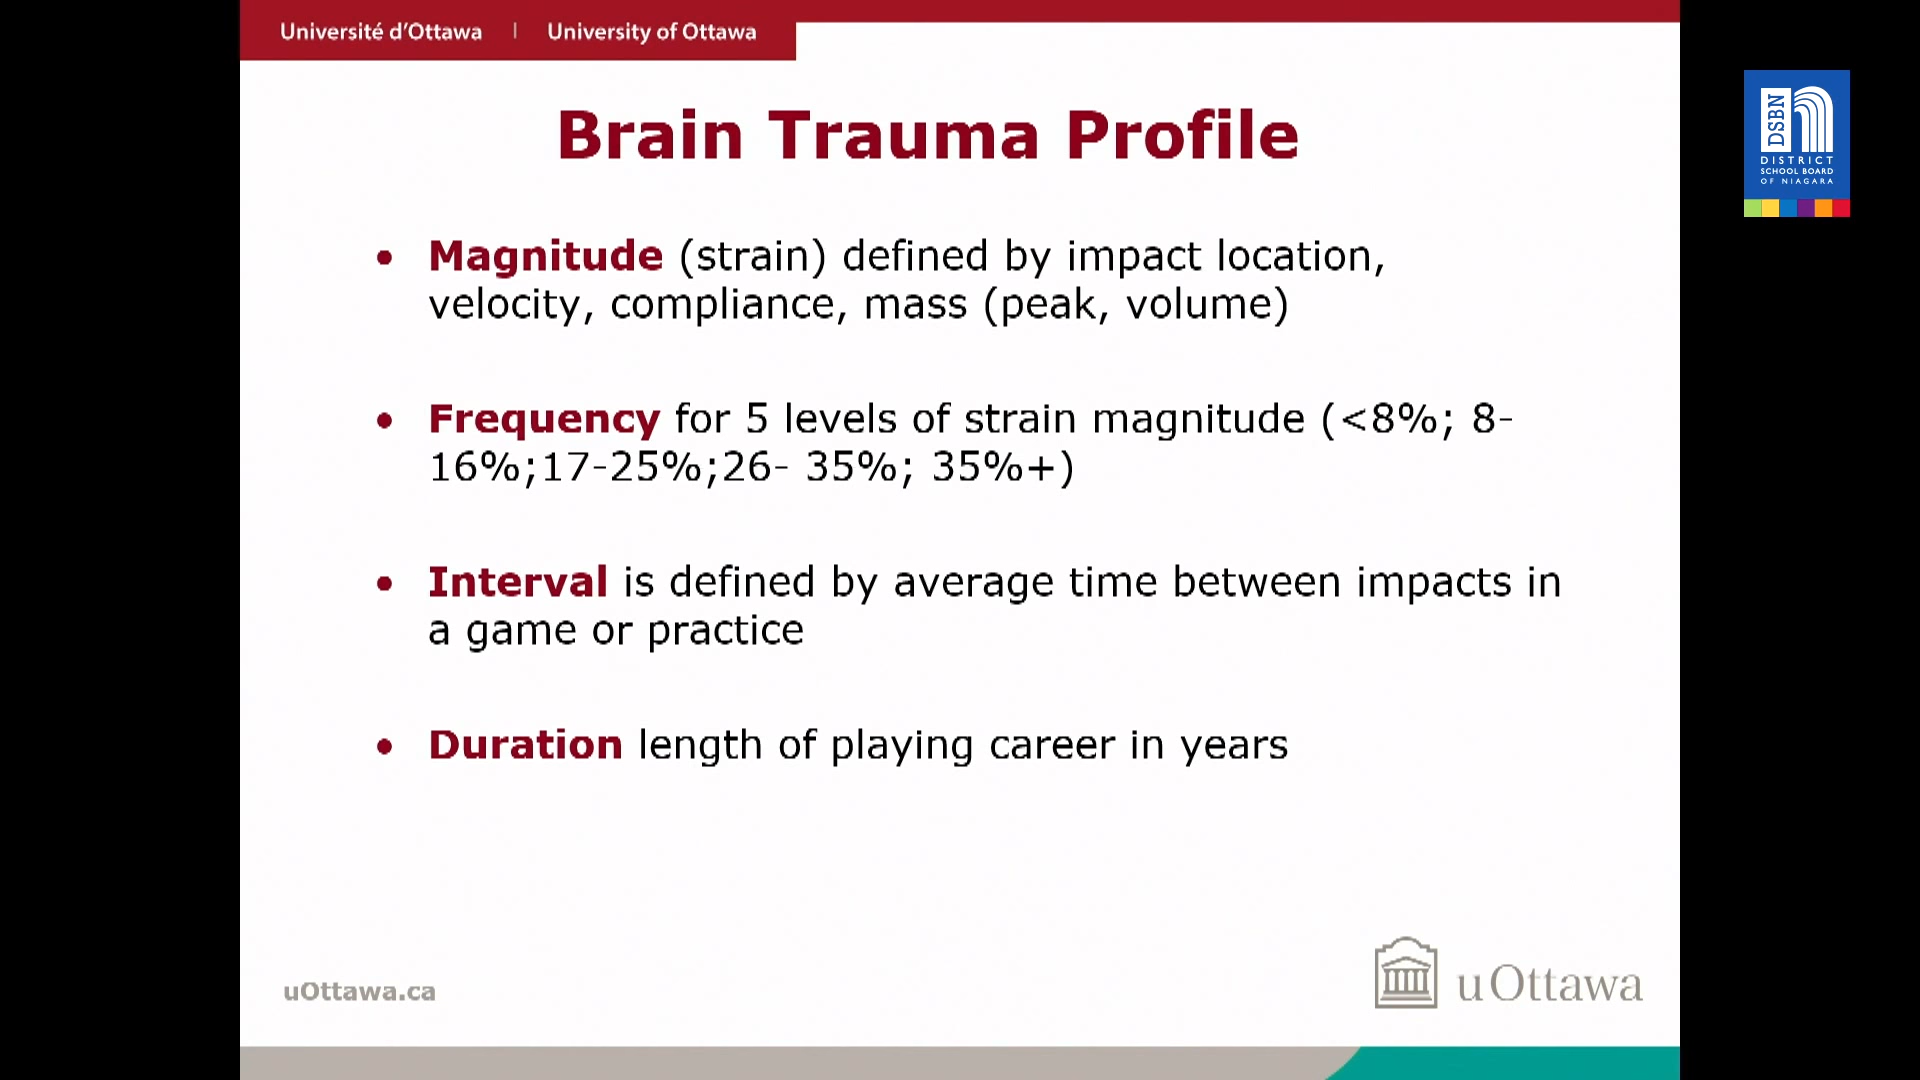 Université d'Ottawa | University of Ottawa
Brain Trauma Profile
• Magnitude (strain) defined by impact location,
velocity, compliance, mass (peak, volume)
• Frequency for 5 levels of strain magnitude (<8%; 8-
16%;17-25%;26- 35%; 35%+)
• Interval is defined by average time between impacts in
a game or practice
• Duration length of playing career in years
uOttawa.ca
uOttawa
DSBN
DISTRICT
SCHOOL BOARD
OF NIAGARA